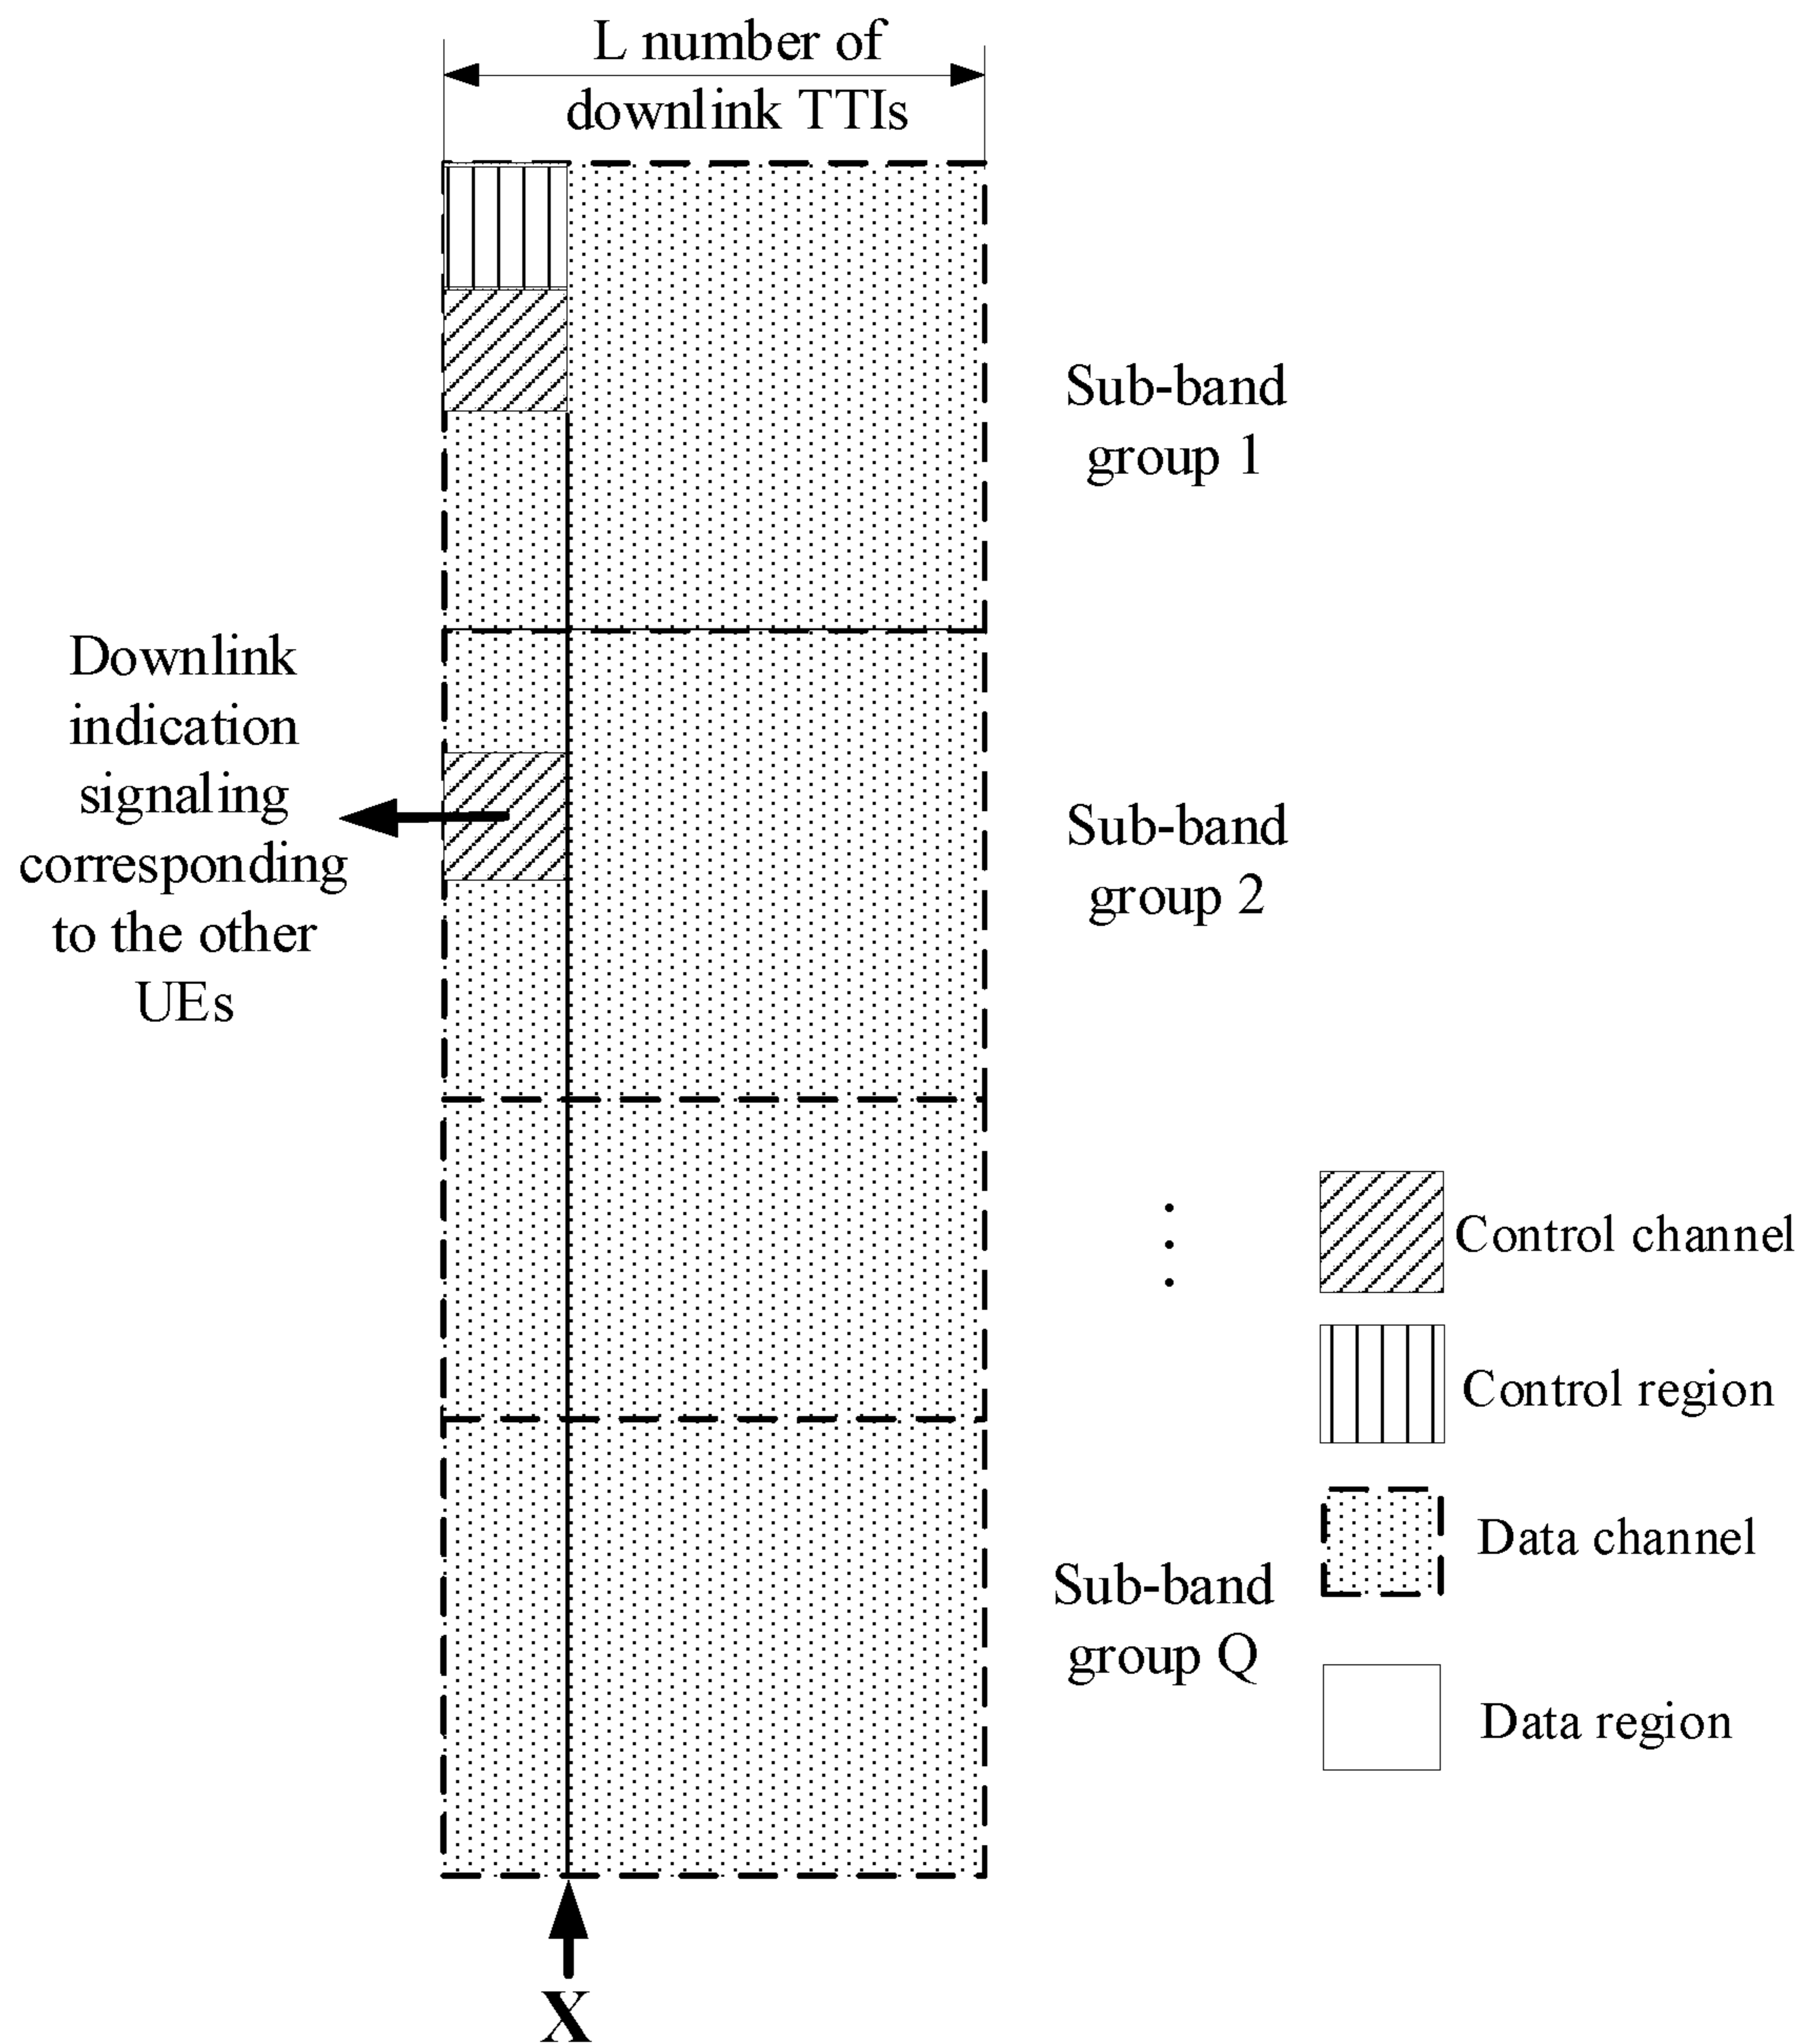 L number of
downlink TTIs
Sub-band
group 1
Downlink
indication
signaling
corresponding
to the other
UEs
Sub-band
group 2
Control channel
Control region
Data channel
Sub-band
group Q
Data region
X